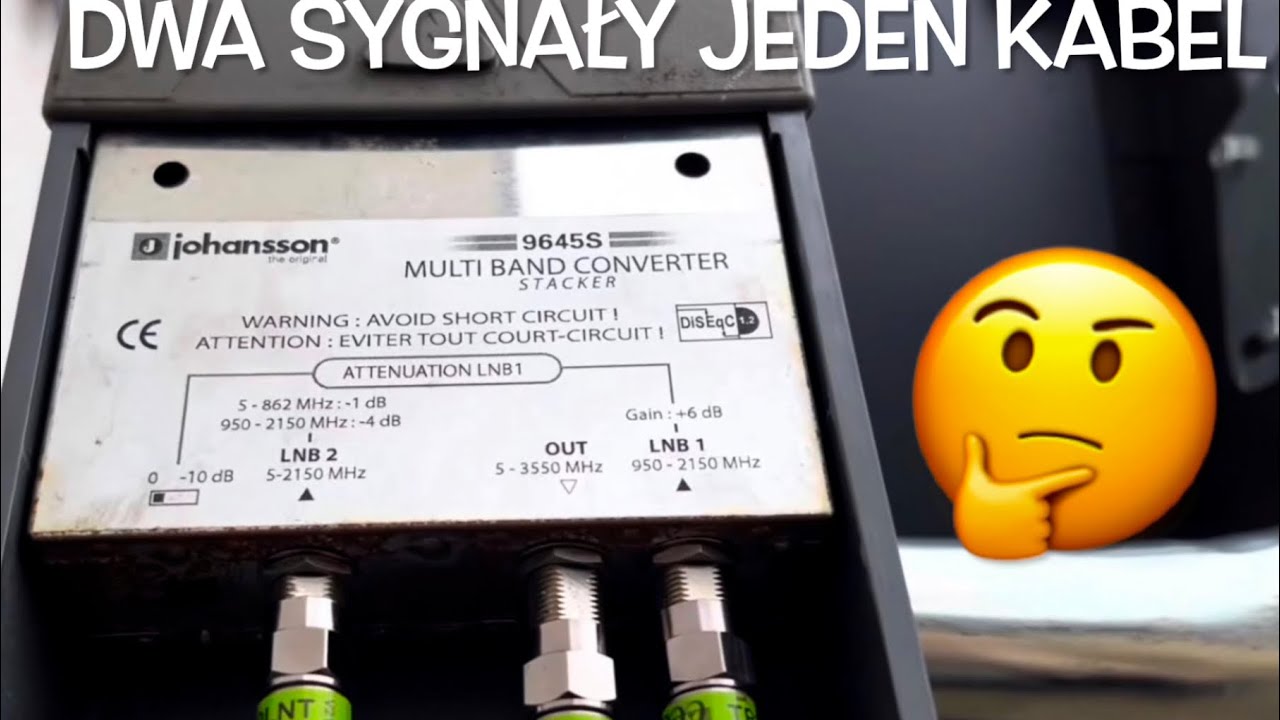 DWA SYGNAŁY JEDEN KABEL
johansson®
the original
9645S
MULTI BAND CONVERTER
STACKER
CE
WARNING : AVOID SHORT CIRCUIT !
ATTENTION : EVITER TOUT COURT-CIRCUIT !
DiSEqC 1,2
ATTENUATION LNB1
5 - 862 MHz : -1 dB
950 - 2150 MHz : -4 dB
Gain : +6 dB
LNB 2
OUT
LNB 1
5-2150 MHz
5 - 3550 MHz
950 - 2150 MHz
0 -10 dB